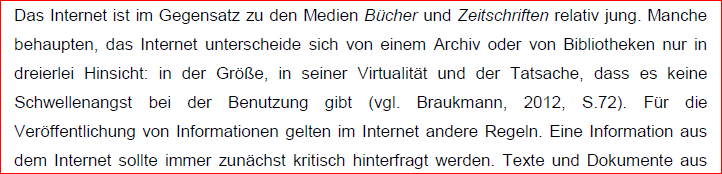 Das Internet ist im Gegensatz zu den Medien Bücher und Zeitschriften relativ jung. Manche
behaupten, das Internet unterscheide sich von einem Archiv oder von Bibliotheken nur in
dreierlei Hinsicht: in der Größe, in seiner Virtualität und der Tatsache, dass es keine
Schwellenangst bei der Benutzung gibt (vgl. Braukmann, 2012, S.72). Für die
Veröffentlichung von Informationen gelten im Internet andere Regeln. Eine Information aus
dem Internet sollte immer zunächst kritisch hinterfragt werden. Texte und Dokumente aus